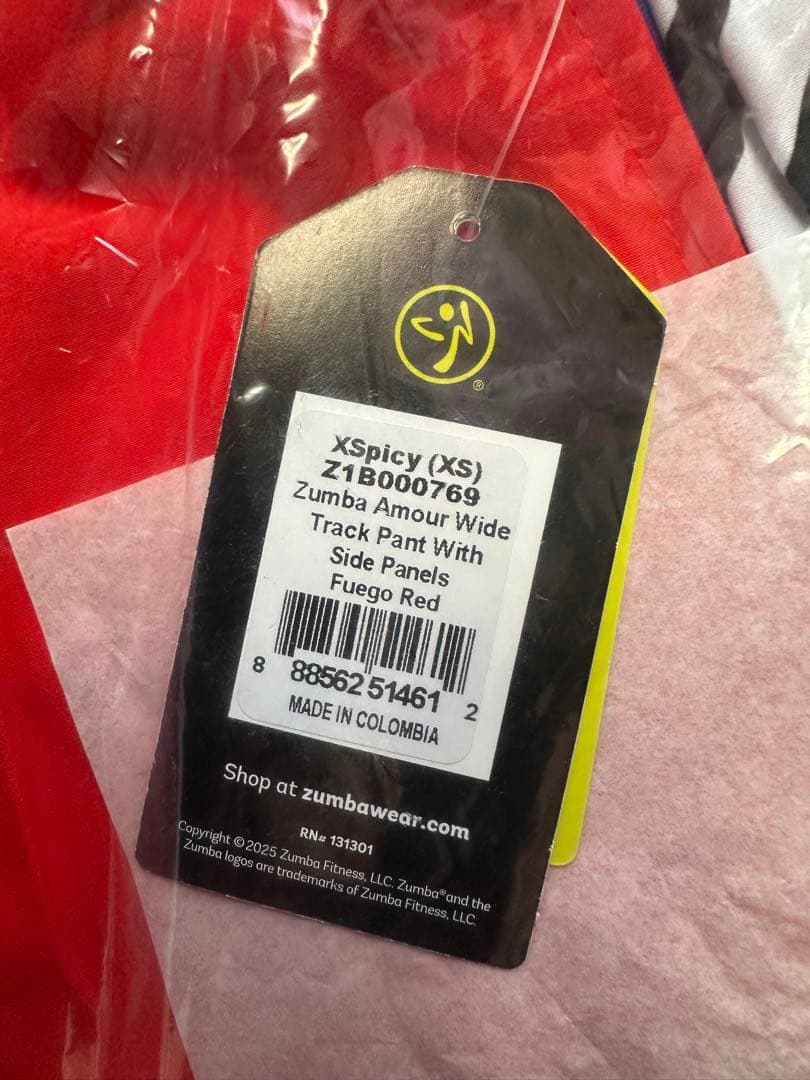 ®
XSpicy (XS)
Z1B000769
Zumba Amour Wide
Track Pant With
Side Panels
Fuego Red
8 88562 51461 2
MADE IN COLOMBIA
Shop at zumbawear.com
RN# 131301
Copyright ©2025 Zumba Fitness, LLC. Zumba® and the
Zumba logos are trademarks of Zumba Fitness, LLC.